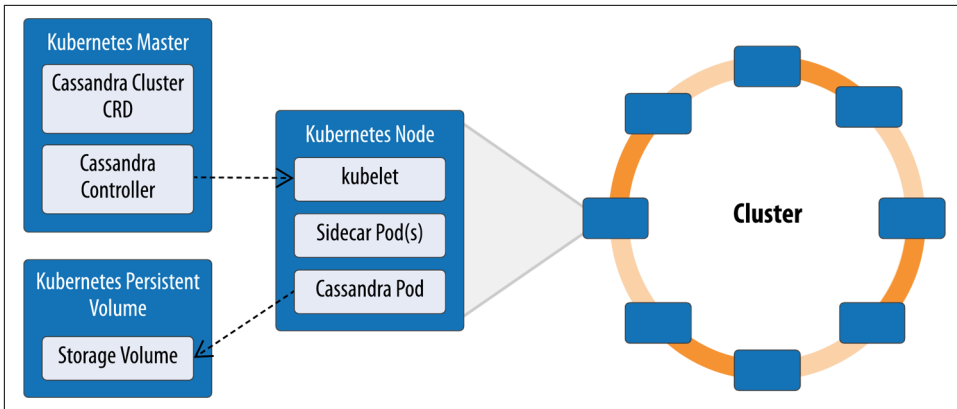 Kubernetes Master
Cassandra Cluster
CRD
Cassandra
Controller
Kubernetes Persistent
Volume
Storage Volume
Kubernetes Node
kubelet
Sidecar Pod(s)
Cassandra Pod
Cluster